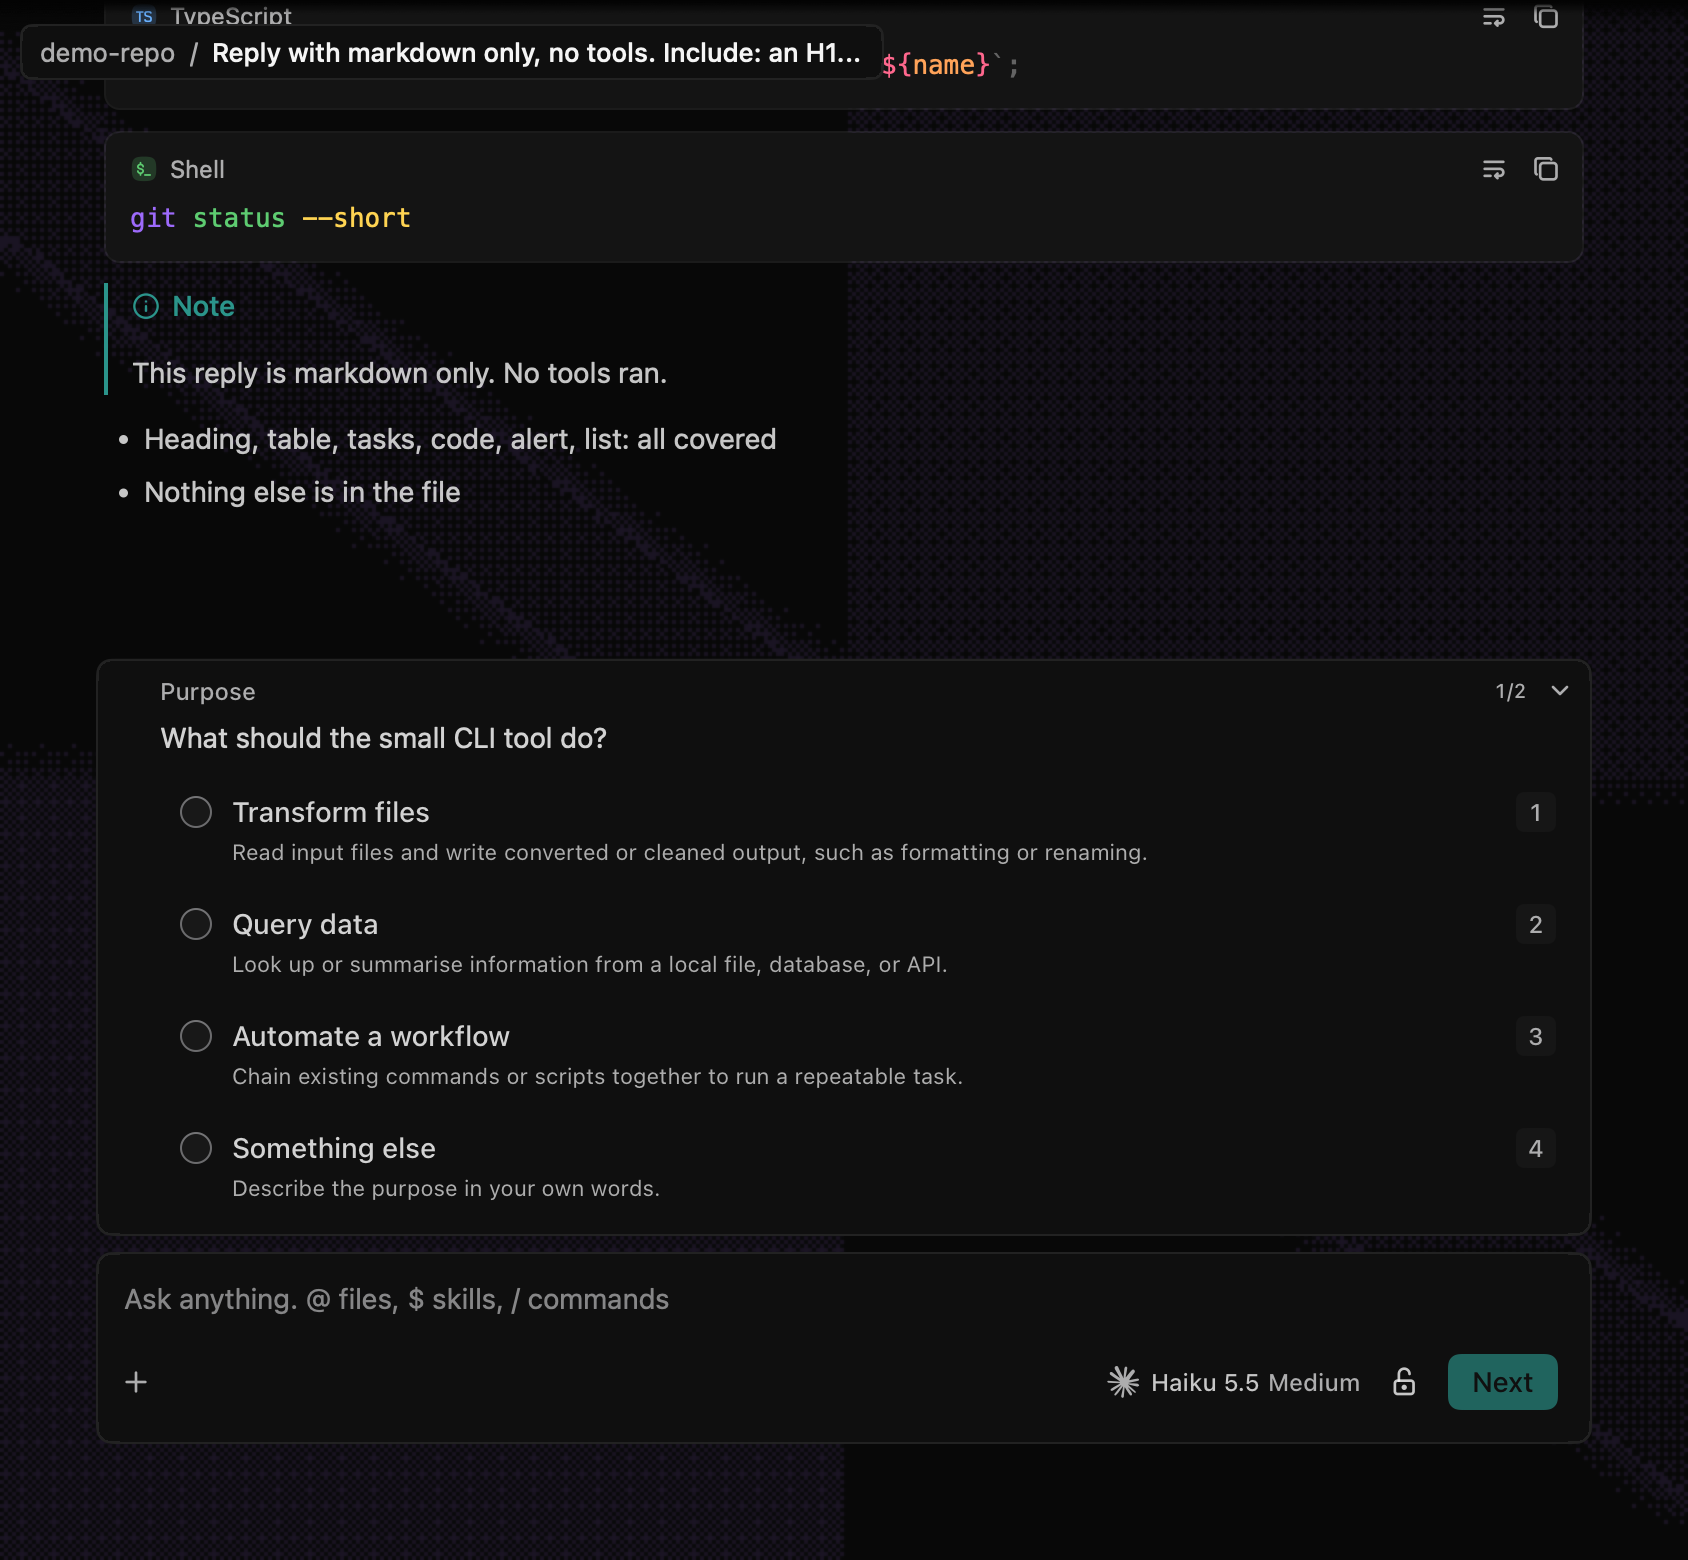 TS TypeScript
demo-repo / Reply with markdown only, no tools. Include: an H1...
${name}`;
$_ Shell
git status --short
Note
This reply is markdown only. No tools ran.
• Heading, table, tasks, code, alert, list: all covered
• Nothing else is in the file
Purpose 1/2
What should the small CLI tool do?
Transform files 1
Read input files and write converted or cleaned output, such as formatting or renaming.
Query data 2
Look up or summarise information from a local file, database, or API.
Automate a workflow 3
Chain existing commands or scripts together to run a repeatable task.
Something else 4
Describe the purpose in your own words.
Ask anything. @ files, $ skills, / commands
Haiku 5.5 Medium Next